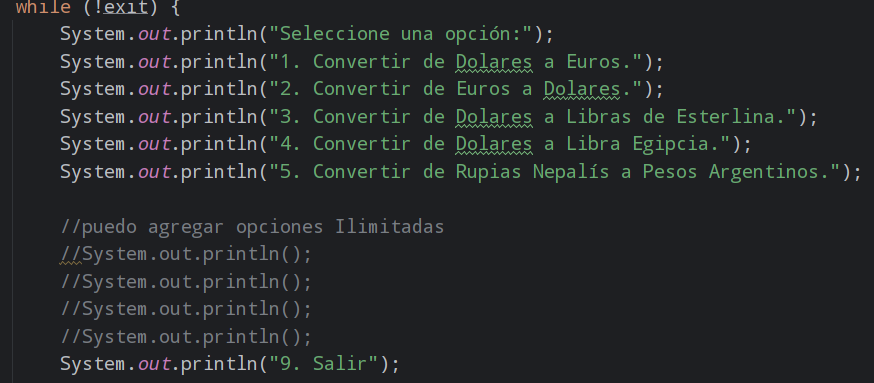 while (!exit) {
System.out.println("Seleccione una opción:");
System.out.println("1. Convertir de Dolares a Euros.");
System.out.println("2. Convertir de Euros a Dolares.");
System.out.println("3. Convertir de Dolares a Libras de Esterlina.");
System.out.println("4. Convertir de Dolares a Libra Egipcia.");
System.out.println("5. Convertir de Rupias Nepalís a Pesos Argentinos.");
//puedo agregar opciones Ilimitadas
//System.out.println();
//System.out.println();
//System.out.println();
//System.out.println();
System.out.println("9. Salir");